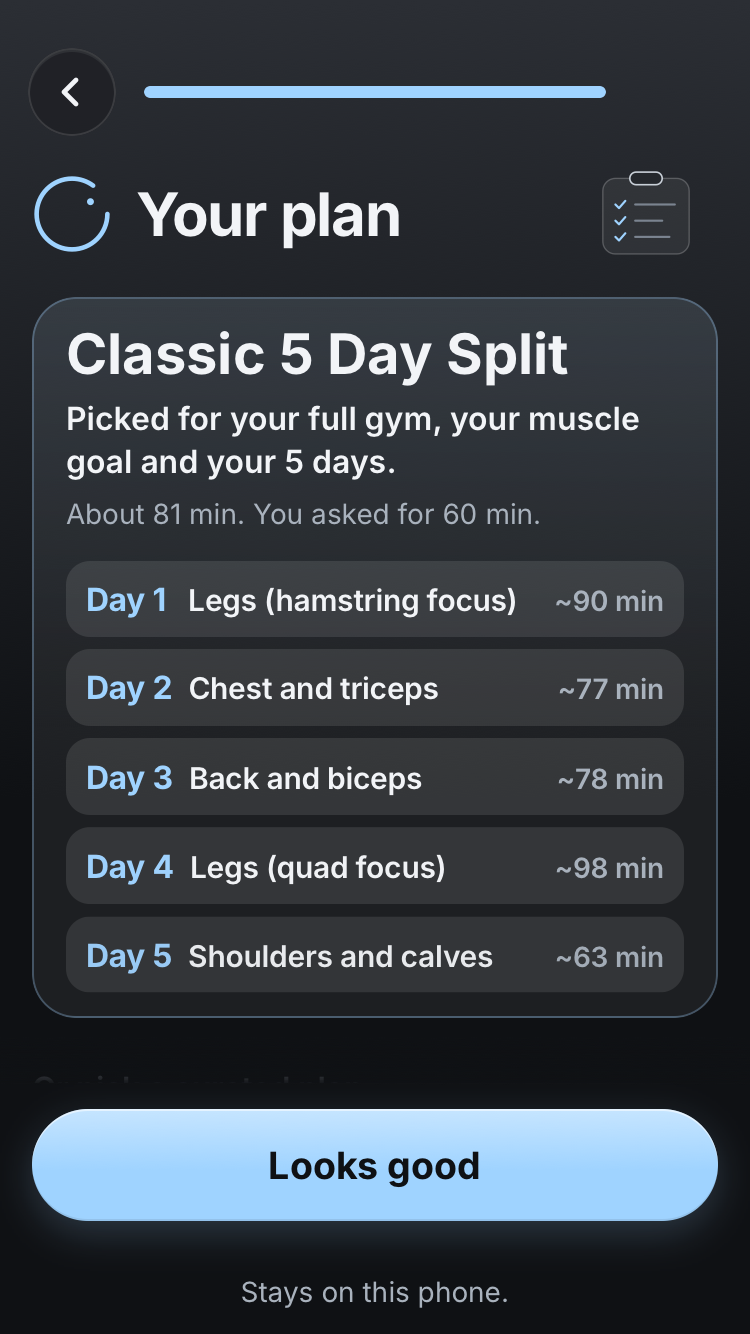 Your plan
Classic 5 Day Split
Picked for your full gym, your muscle
goal and your 5 days.
About 81 min. You asked for 60 min.
Day 1 Legs (hamstring focus) ~90 min
Day 2 Chest and triceps ~77 min
Day 3 Back and biceps ~78 min
Day 4 Legs (quad focus) ~98 min
Day 5 Shoulders and calves ~63 min
Looks good
Stays on this phone.